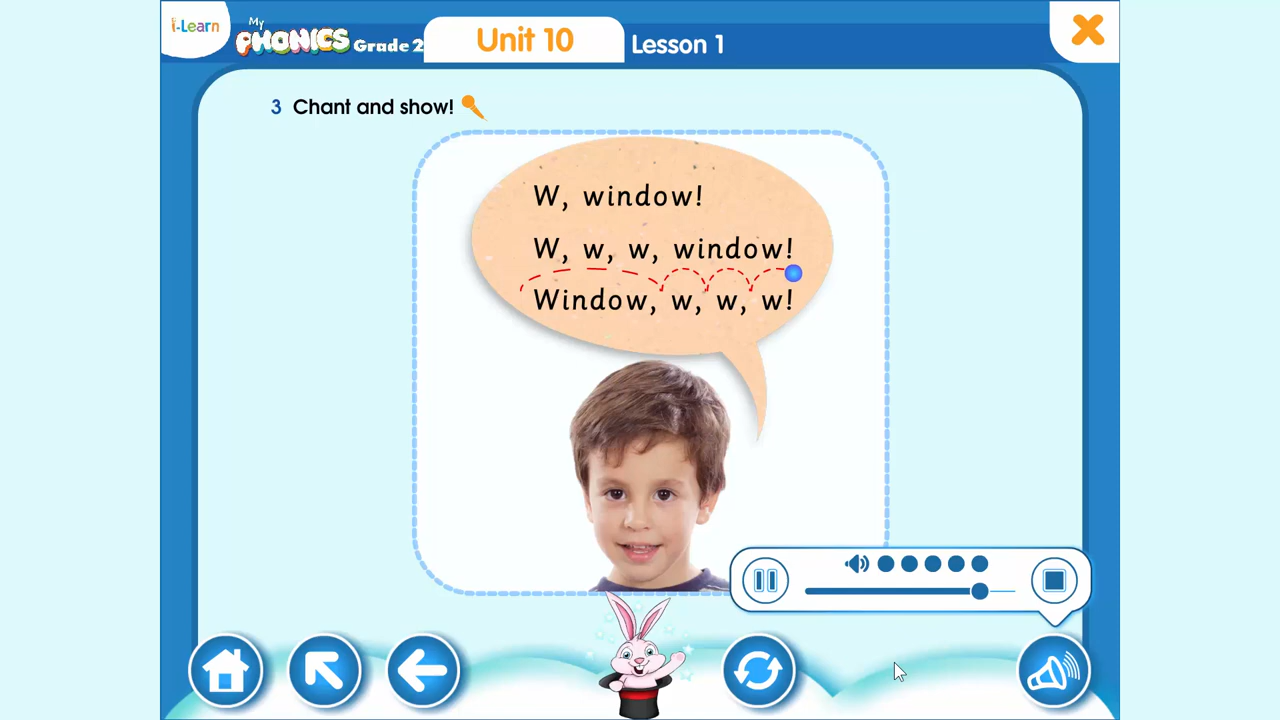 i-Learn
My
PHONICS Grade 2
Unit 10
Lesson 1
3 Chant and show!
W, window!
W, w, w, window!
Window, w, w, w!